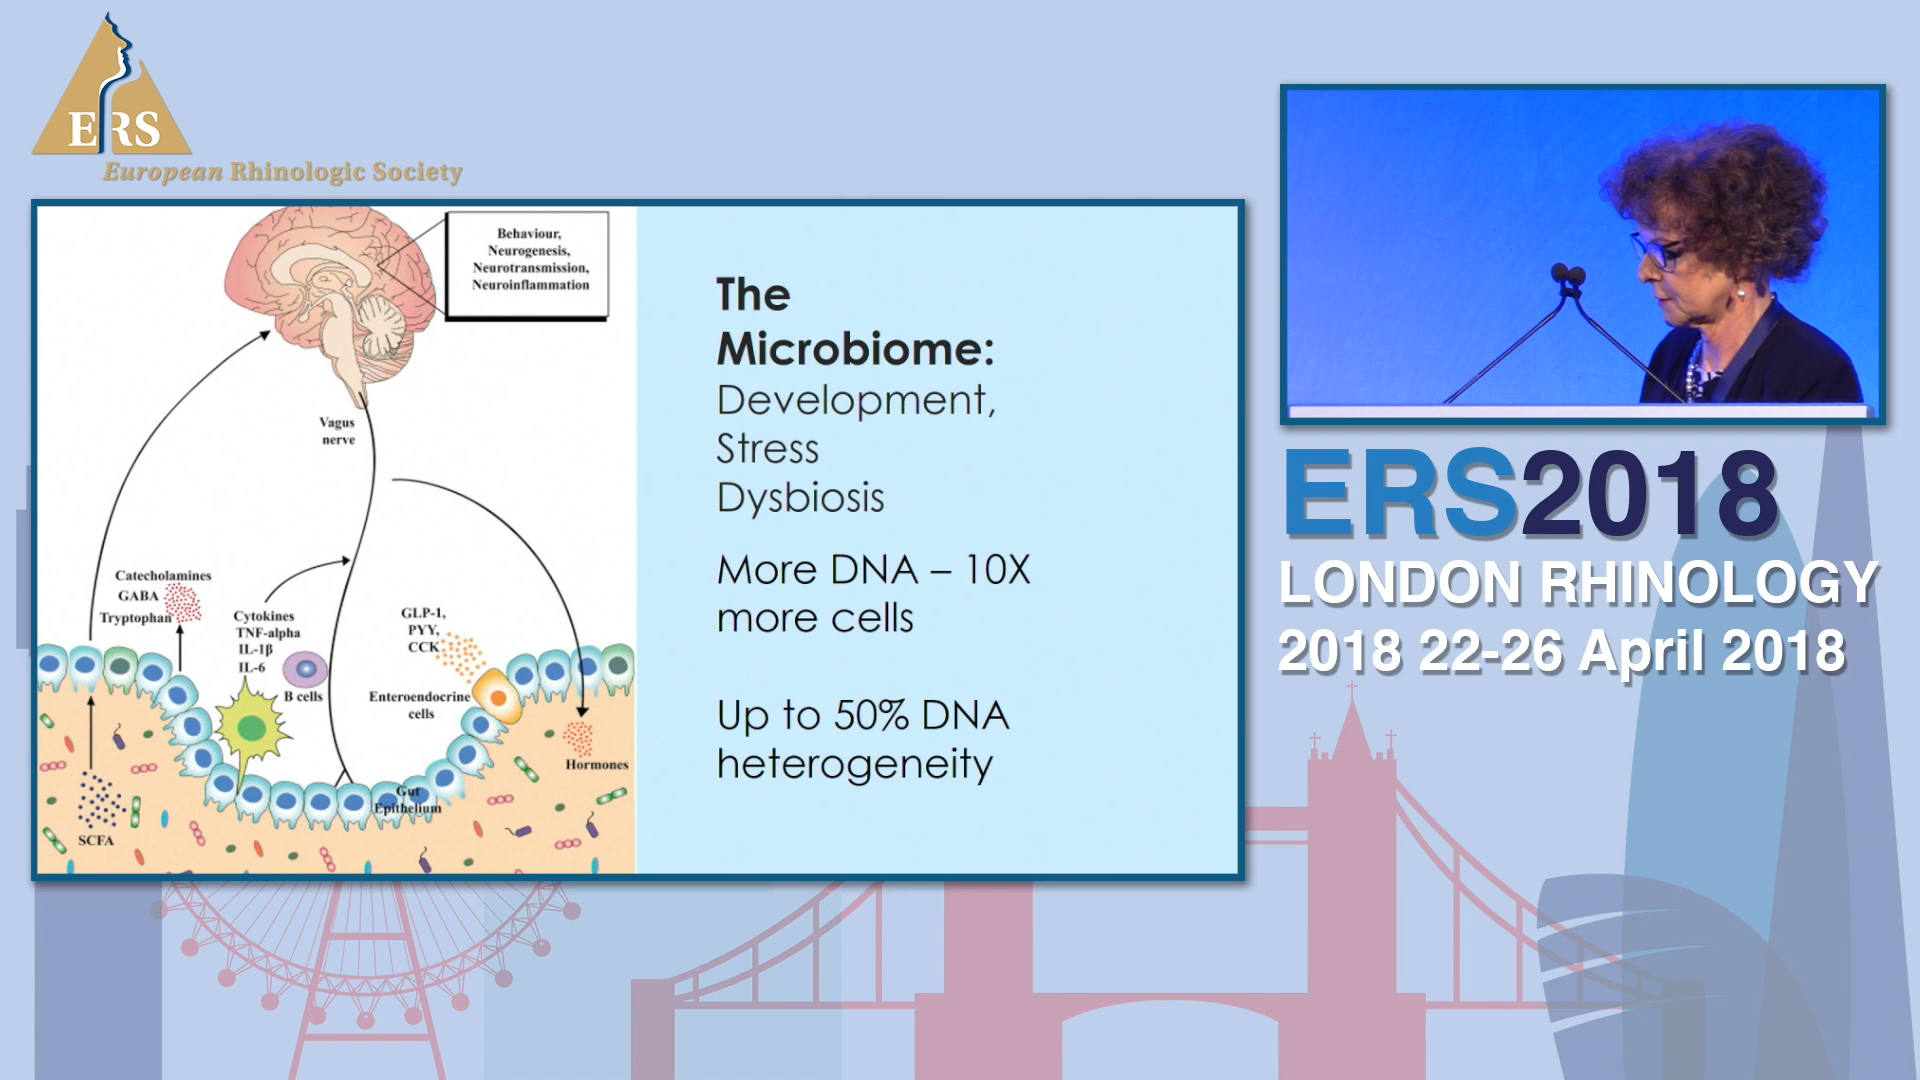 ERS
European Rhinologic Society
Behaviour,
Neurogenesis,
Neurotransmission,
Neuroinflammation
Vagus
nerve
Catecholamines
GABA
Tryptophan
Cytokines
TNF-alpha
IL-1β
IL-6
B cells
GLP-1,
PYY,
CCK
Enteroendocrine
cells
Hormones
Gut
Epithelium
SCFA
The
Microbiome:
Development,
Stress
Dysbiosis
More DNA – 10X
more cells
Up to 50% DNA
heterogeneity
ERS2018
LONDON RHINOLOGY
2018 22-26 April 2018